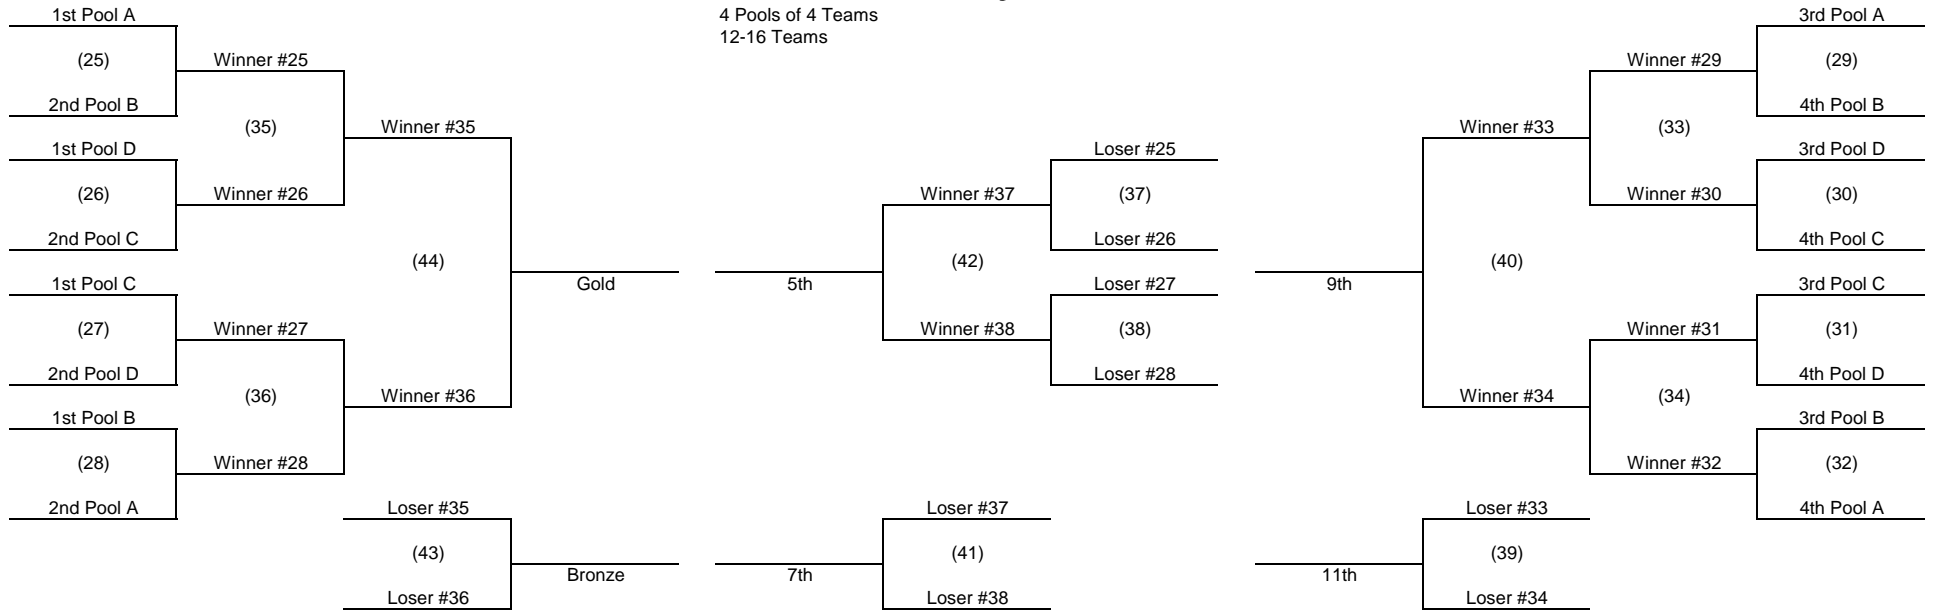 4 Pools of 4 Teams
12-16 Teams
1st Pool A
(25)
2nd Pool B
1st Pool D
(26)
2nd Pool C
1st Pool C
(27)
2nd Pool D
1st Pool B
(28)
2nd Pool A
Winner #25
(35)
Winner #26
Winner #27
(36)
Winner #28
Winner #35
(44)
Winner #36
Gold
Loser #35
(43)
Loser #36
Bronze
5th
Winner #37
(42)
Winner #38
Loser #25
(37)
Loser #26
Loser #27
(38)
Loser #28
7th
Loser #37
(41)
Loser #38
9th
Winner #33
(40)
Winner #34
Winner #29
(33)
Winner #30
Winner #31
(34)
Winner #32
3rd Pool A
(29)
4th Pool B
3rd Pool D
(30)
4th Pool C
3rd Pool C
(31)
4th Pool D
3rd Pool B
(32)
4th Pool A
11th
Loser #33
(39)
Loser #34